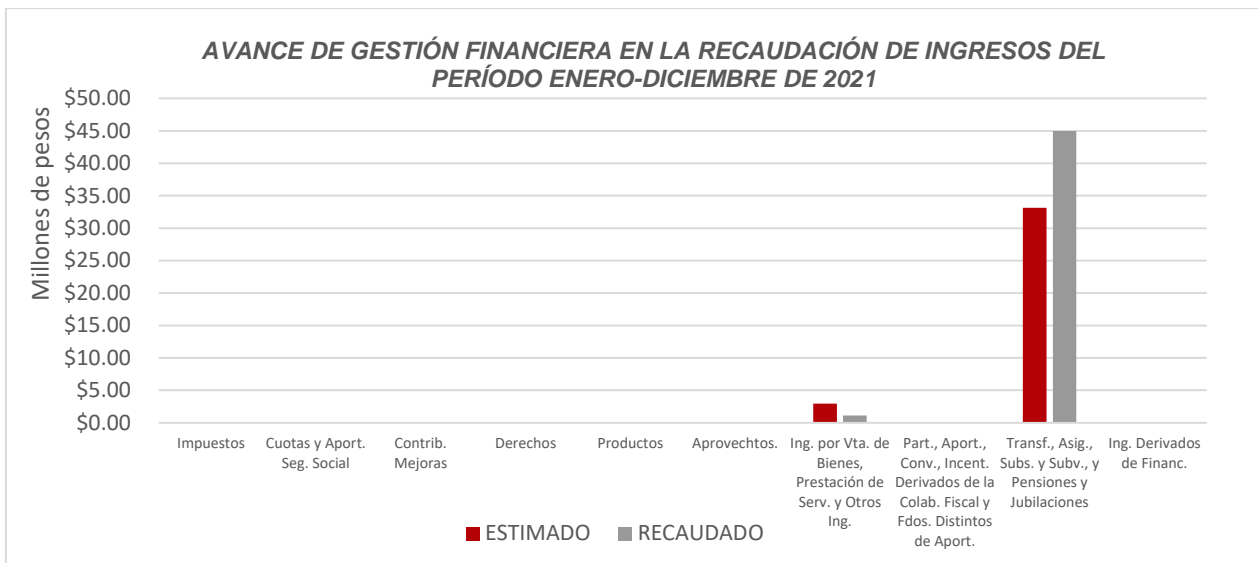 AVANCE DE GESTIÓN FINANCIERA EN LA RECAUDACIÓN DE INGRESOS DEL
PERÍODO ENERO-DICIEMBRE DE 2021
Millones de pesos
$50.00
$45.00
$40.00
$35.00
$30.00
$25.00
$20.00
$15.00
$10.00
$5.00
$0.00
Impuestos
Cuotas y Aport.
Seg. Social
Contrib.
Mejoras
Derechos
Productos
Aprovechtos.
Ing. por Vta. de
Bienes,
Prestación de
Serv. y Otros
Ing.
Part., Aport.,
Conv., Incent.
Derivados de la
Colab. Fiscal y
Fdos. Distintos
de Aport.
Transf., Asig.,
Subs. y Subv., y
Pensiones y
Jubilaciones
Ing. Derivados
de Financ.
ESTIMADO
RECAUDADO